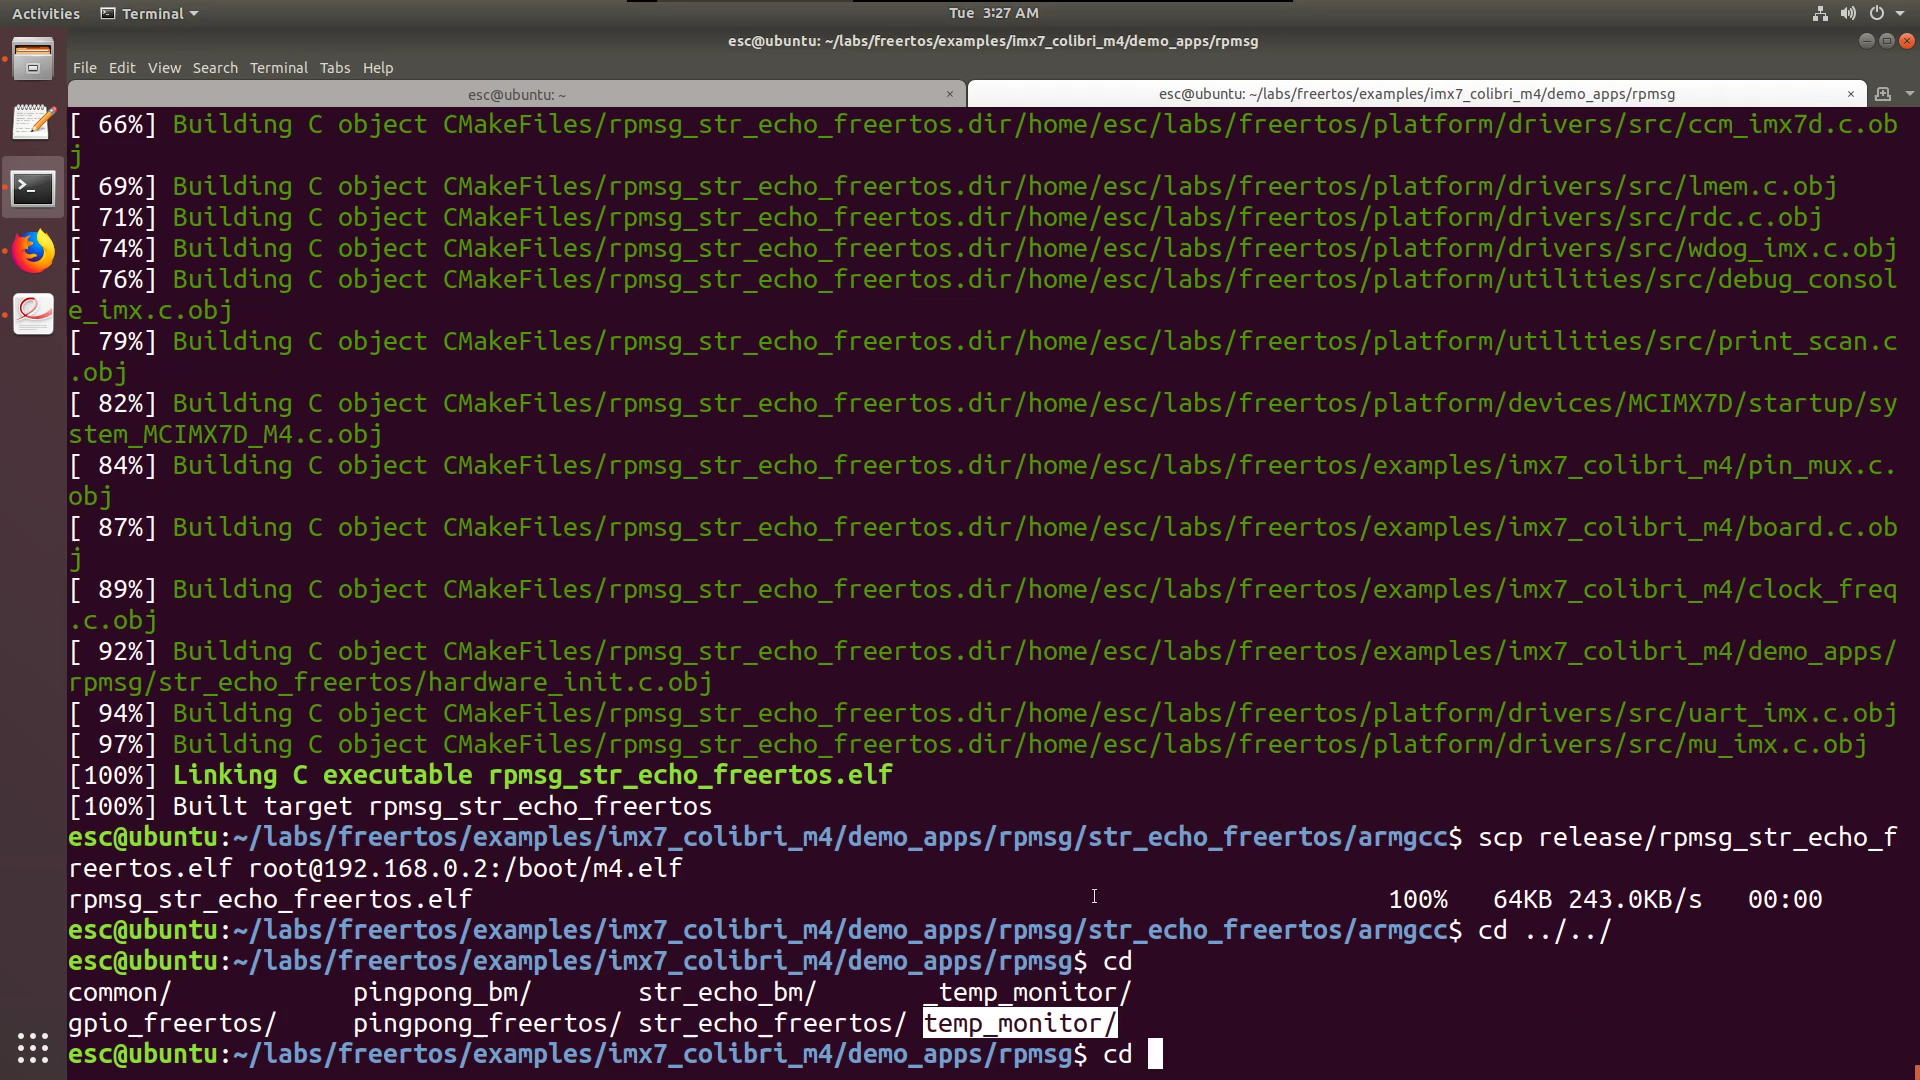 Activities Terminal Tue 3:27 AM
esc@ubuntu: ~/labs/freertos/examples/imx7_colibri_m4/demo_apps/rpmsg
File Edit View Search Terminal Tabs Help
esc@ubuntu: ~ × esc@ubuntu: ~/labs/freertos/examples/imx7_colibri_m4/demo_apps/rpmsg ×
[ 66%] Building C object CMakeFiles/rpmsg_str_echo_freertos.dir/home/esc/labs/freertos/platform/drivers/src/ccm_imx7d.c.ob
j
[ 69%] Building C object CMakeFiles/rpmsg_str_echo_freertos.dir/home/esc/labs/freertos/platform/drivers/src/lmem.c.obj
[ 71%] Building C object CMakeFiles/rpmsg_str_echo_freertos.dir/home/esc/labs/freertos/platform/drivers/src/rdc.c.obj
[ 74%] Building C object CMakeFiles/rpmsg_str_echo_freertos.dir/home/esc/labs/freertos/platform/drivers/src/wdog_imx.c.obj
[ 76%] Building C object CMakeFiles/rpmsg_str_echo_freertos.dir/home/esc/labs/freertos/platform/utilities/src/debug_consol
e_imx.c.obj
[ 79%] Building C object CMakeFiles/rpmsg_str_echo_freertos.dir/home/esc/labs/freertos/platform/utilities/src/print_scan.c
.obj
[ 82%] Building C object CMakeFiles/rpmsg_str_echo_freertos.dir/home/esc/labs/freertos/platform/devices/MCIMX7D/startup/sy
stem_MCIMX7D_M4.c.obj
[ 84%] Building C object CMakeFiles/rpmsg_str_echo_freertos.dir/home/esc/labs/freertos/examples/imx7_colibri_m4/pin_mux.c.
obj
[ 87%] Building C object CMakeFiles/rpmsg_str_echo_freertos.dir/home/esc/labs/freertos/examples/imx7_colibri_m4/board.c.ob
j
[ 89%] Building C object CMakeFiles/rpmsg_str_echo_freertos.dir/home/esc/labs/freertos/examples/imx7_colibri_m4/clock_freq
.c.obj
[ 92%] Building C object CMakeFiles/rpmsg_str_echo_freertos.dir/home/esc/labs/freertos/examples/imx7_colibri_m4/demo_apps/
rpmsg/str_echo_freertos/hardware_init.c.obj
[ 94%] Building C object CMakeFiles/rpmsg_str_echo_freertos.dir/home/esc/labs/freertos/platform/drivers/src/uart_imx.c.obj
[ 97%] Building C object CMakeFiles/rpmsg_str_echo_freertos.dir/home/esc/labs/freertos/platform/drivers/src/mu_imx.c.obj
[100%] Linking C executable rpmsg_str_echo_freertos.elf
[100%] Built target rpmsg_str_echo_freertos
esc@ubuntu:~/labs/freertos/examples/imx7_colibri_m4/demo_apps/rpmsg/str_echo_freertos/armgcc$ scp release/rpmsg_str_echo_f
reertos.elf root@192.168.0.2:/boot/m4.elf
rpmsg_str_echo_freertos.elf 100% 64KB 243.0KB/s 00:00
esc@ubuntu:~/labs/freertos/examples/imx7_colibri_m4/demo_apps/rpmsg/str_echo_freertos/armgcc$ cd ../../
esc@ubuntu:~/labs/freertos/examples/imx7_colibri_m4/demo_apps/rpmsg$ cd
common/ pingpong_bm/ str_echo_bm/ _temp_monitor/
gpio_freertos/ pingpong_freertos/ str_echo_freertos/ temp_monitor/
esc@ubuntu:~/labs/freertos/examples/imx7_colibri_m4/demo_apps/rpmsg$ cd